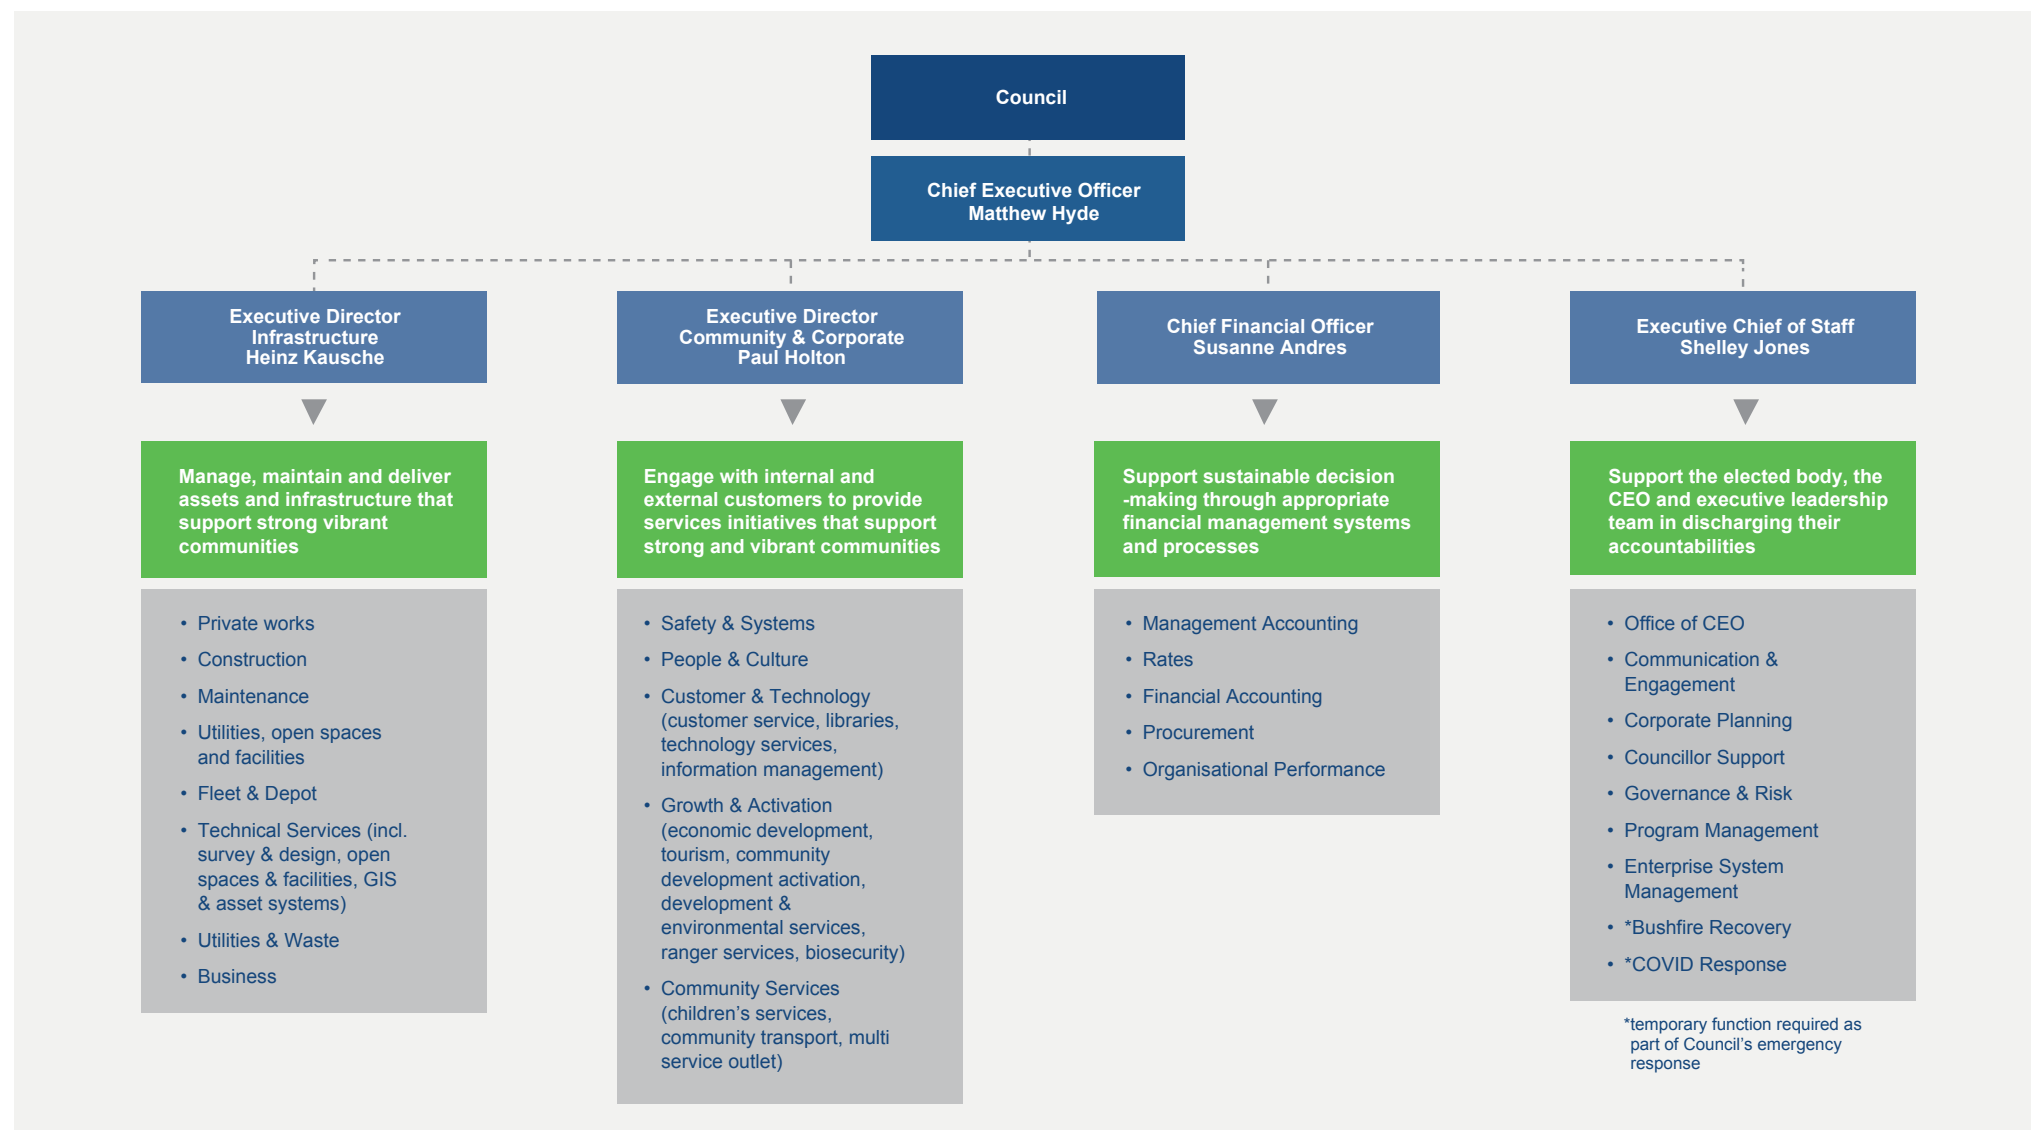 Council
Chief Executive Officer
Matthew Hyde
Executive Director
Infrastructure
Heinz Kausche
Manage, maintain and deliver
assets and infrastructure that
support strong vibrant
communities
• Private works
• Construction
• Maintenance
• Utilities, open spaces
and facilities
• Fleet & Depot
• Technical Services (incl.
survey & design, open
spaces & facilities, GIS
& asset systems)
• Utilities & Waste
• Business
Executive Director
Community & Corporate
Paul Holton
Engage with internal and
external customers to provide
services initiatives that support
strong and vibrant communities
• Safety & Systems
• People & Culture
• Customer & Technology
(customer service, libraries,
technology services,
information management)
• Growth & Activation
(economic development,
tourism, community
development activation,
development &
environmental services,
ranger services, biosecurity)
• Community Services
(children’s services,
community transport, multi
service outlet)
Chief Financial Officer
Susanne Andres
Support sustainable decision
-making through appropriate
financial management systems
and processes
• Management Accounting
• Rates
• Financial Accounting
• Procurement
• Organisational Performance
Executive Chief of Staff
Shelley Jones
Support the elected body, the
CEO and executive leadership
team in discharging their
accountabilities
• Office of CEO
• Communication &
Engagement
• Corporate Planning
• Councillor Support
• Governance & Risk
• Program Management
• Enterprise System
Management
• *Bushfire Recovery
• *COVID Response
*temporary function required as
part of Council’s emergency
response